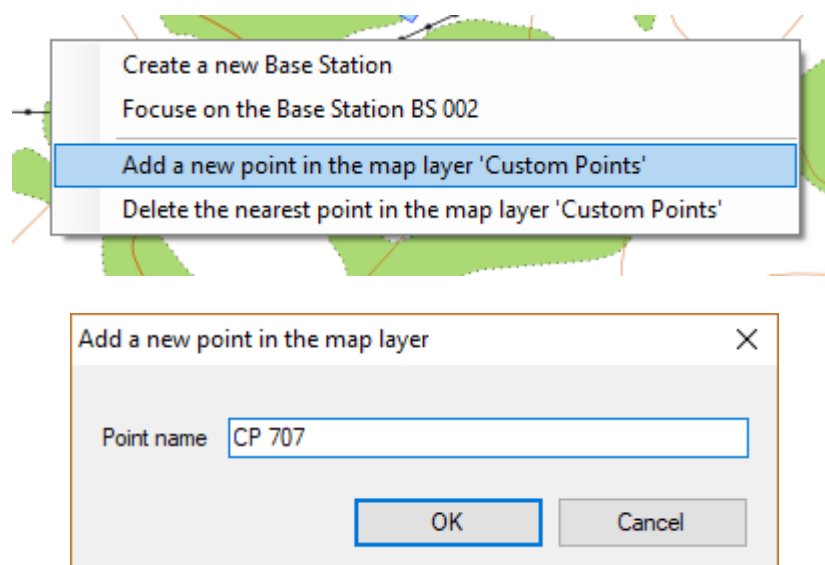 Create a new Base Station
Focuse on the Base Station BS 002
Add a new point in the map layer 'Custom Points'
Delete the nearest point in the map layer 'Custom Points'
Add a new point in the map layer
Point name CP 707
OK Cancel